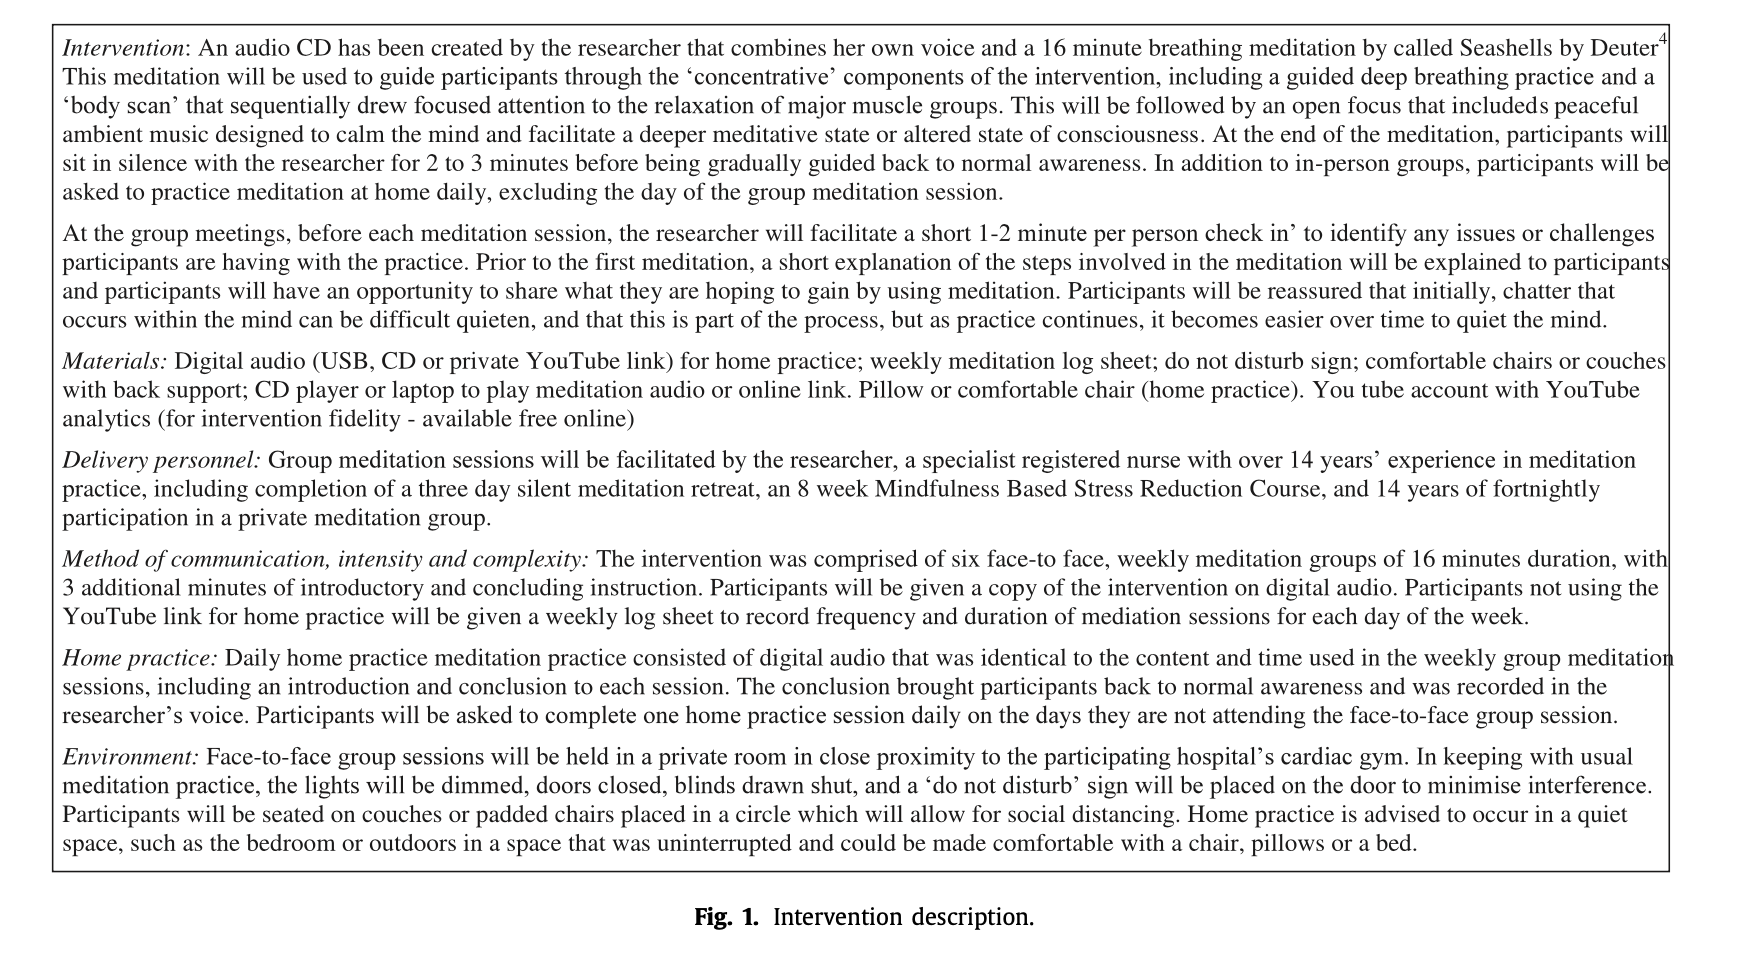 Intervention: An audio CD has been created by the researcher that combines her own voice and a 16 minute breathing meditation by called Seashells by Deuter4
This meditation will be used to guide participants through the ‘concentrative’ components of the intervention, including a guided deep breathing practice and a
‘body scan’ that sequentially drew focused attention to the relaxation of major muscle groups. This will be followed by an open focus that includeds peaceful
ambient music designed to calm the mind and facilitate a deeper meditative state or altered state of consciousness. At the end of the meditation, participants will
sit in silence with the researcher for 2 to 3 minutes before being gradually guided back to normal awareness. In addition to in-person groups, participants will be
asked to practice meditation at home daily, excluding the day of the group meditation session.
At the group meetings, before each meditation session, the researcher will facilitate a short 1-2 minute per person check in’ to identify any issues or challenges
participants are having with the practice. Prior to the first meditation, a short explanation of the steps involved in the meditation will be explained to participants
and participants will have an opportunity to share what they are hoping to gain by using meditation. Participants will be reassured that initially, chatter that
occurs within the mind can be difficult quieten, and that this is part of the process, but as practice continues, it becomes easier over time to quiet the mind.
Materials: Digital audio (USB, CD or private YouTube link) for home practice; weekly meditation log sheet; do not disturb sign; comfortable chairs or couches
with back support; CD player or laptop to play meditation audio or online link. Pillow or comfortable chair (home practice). You tube account with YouTube
analytics (for intervention fidelity - available free online)
Delivery personnel: Group meditation sessions will be facilitated by the researcher, a specialist registered nurse with over 14 years’ experience in meditation
practice, including completion of a three day silent meditation retreat, an 8 week Mindfulness Based Stress Reduction Course, and 14 years of fortnightly
participation in a private meditation group.
Method of communication, intensity and complexity: The intervention was comprised of six face-to face, weekly meditation groups of 16 minutes duration, with
3 additional minutes of introductory and concluding instruction. Participants will be given a copy of the intervention on digital audio. Participants not using the
YouTube link for home practice will be given a weekly log sheet to record frequency and duration of mediation sessions for each day of the week.
Home practice: Daily home practice meditation practice consisted of digital audio that was identical to the content and time used in the weekly group meditation
sessions, including an introduction and conclusion to each session. The conclusion brought participants back to normal awareness and was recorded in the
researcher’s voice. Participants will be asked to complete one home practice session daily on the days they are not attending the face-to-face group session.
Environment: Face-to-face group sessions will be held in a private room in close proximity to the participating hospital’s cardiac gym. In keeping with usual
meditation practice, the lights will be dimmed, doors closed, blinds drawn shut, and a ‘do not disturb’ sign will be placed on the door to minimise interference.
Participants will be seated on couches or padded chairs placed in a circle which will allow for social distancing. Home practice is advised to occur in a quiet
space, such as the bedroom or outdoors in a space that was uninterrupted and could be made comfortable with a chair, pillows or a bed.
Fig. 1. Intervention description.